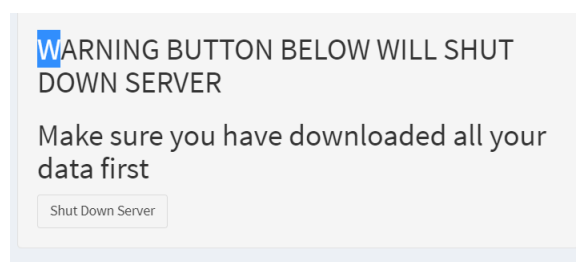 WARNING BUTTON BELOW WILL SHUT
DOWN SERVER
Make sure you have downloaded all your
data first
Shut Down Server